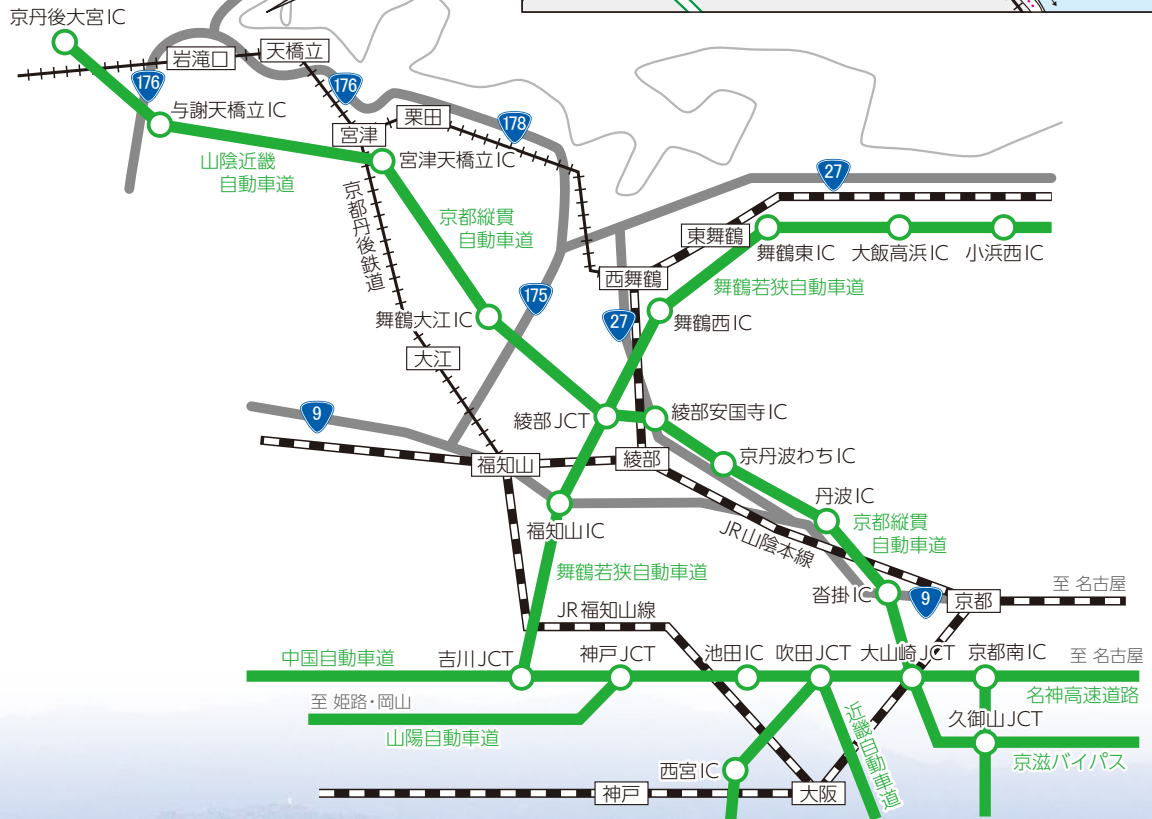 京丹後大宮IC
岩滝口
天橋立
176
176
与謝天橋立IC
宮津
栗田
178
山陰近畿
自動車道
宮津天橋立IC
27
京都丹後鉄道
京都縦貫
自動車道
東舞鶴
舞鶴東IC
大飯高浜IC
小浜西IC
西舞鶴
舞鶴若狭自動車道
175
舞鶴大江IC
27
舞鶴西IC
大江
9
綾部JCT
綾部安国寺IC
福知山
綾部
京丹波わちIC
丹波IC
福知山IC
JR山陰本線
京都縦貫
自動車道
舞鶴若狭自動車道
沓掛IC
9
京都
至 名古屋
JR福知山線
中国自動車道
吉川JCT
神戸JCT
池田IC
吹田JCT
大山崎JCT
京都南IC
至 名古屋
至 姫路・岡山
名神高速道路
山陽自動車道
近畿自動車道
久御山JCT
西宮IC
京滋バイパス
神戸
大阪